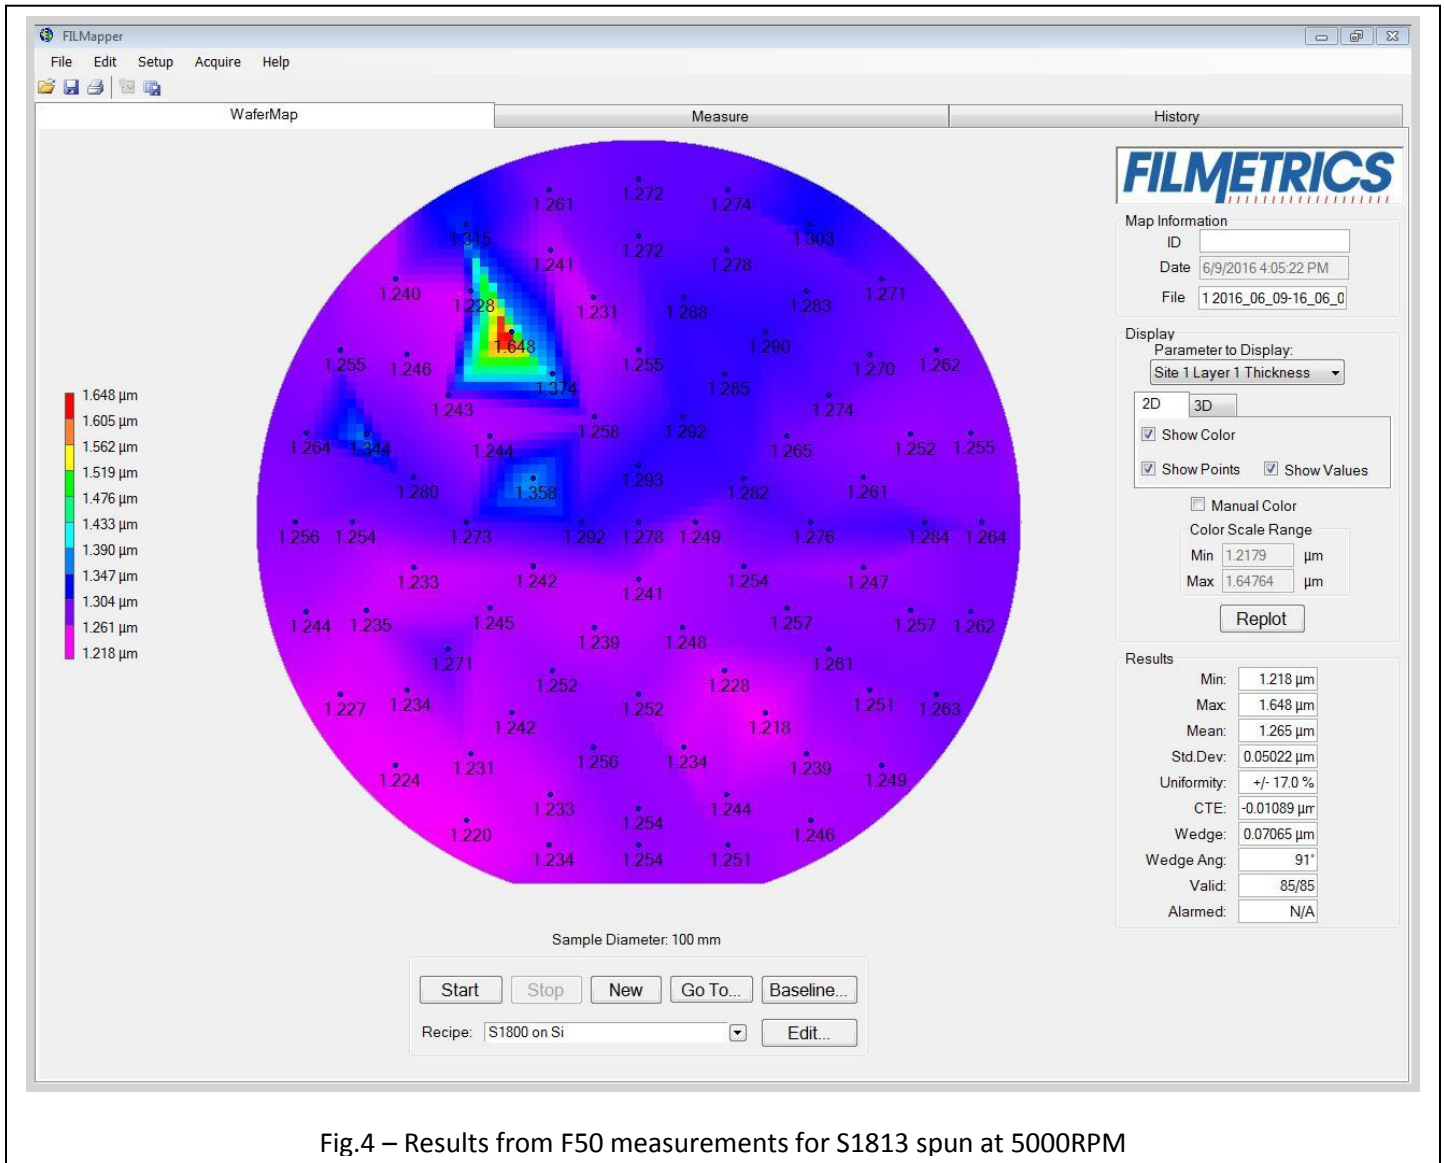 FILMapper
File Edit Setup Acquire Help
WaferMap Measure History
FILMETRICS
Map Information
ID
Date 6/9/2016 4:05:22 PM
File 1 2016_06_09-16_06_0
Display
Parameter to Display:
Site 1 Layer 1 Thickness
2D 3D
Show Color
Show Points Show Values
Manual Color
Color Scale Range
Min 1.2179 µm
Max 1.64764 µm
Replot
Results
Min: 1.218 µm
Max: 1.648 µm
Mean: 1.265 µm
Std.Dev: 0.05022 µm
Uniformity: +/- 17.0 %
CTE: -0.01089 µm
Wedge: 0.07065 µm
Wedge Ang: 91°
Valid: 85/85
Alarmed: N/A
1.648 µm
1.605 µm
1.562 µm
1.519 µm
1.476 µm
1.433 µm
1.390 µm
1.347 µm
1.304 µm
1.261 µm
1.218 µm
1.261 1.272 1.274
1.315 1.303
1.241 1.272 1.278
1.240 1.228 1.231 1.288 1.283 1.271
1.648 1.290
1.255 1.246 1.374 1.255 1.285 1.270 1.262
1.243 1.274
1.258 1.292
1.264 1.344 1.244 1.265 1.252 1.255
1.280 1.358 1.293 1.282 1.261
1.256 1.254 1.273 1.292 1.278 1.249 1.276 1.284 1.264
1.233 1.242 1.241 1.254 1.247
1.244 1.235 1.245 1.257 1.257 1.262
1.239 1.248
1.271 1.261
1.252 1.228
1.227 1.234 1.252 1.251 1.263
1.242 1.218
1.224 1.231 1.256 1.234 1.239 1.249
1.233 1.254 1.244
1.220 1.246
1.234 1.254 1.251
Sample Diameter: 100 mm
Start Stop New Go To... Baseline...
Recipe: S1800 on Si Edit...
Fig.4 – Results from F50 measurements for S1813 spun at 5000RPM